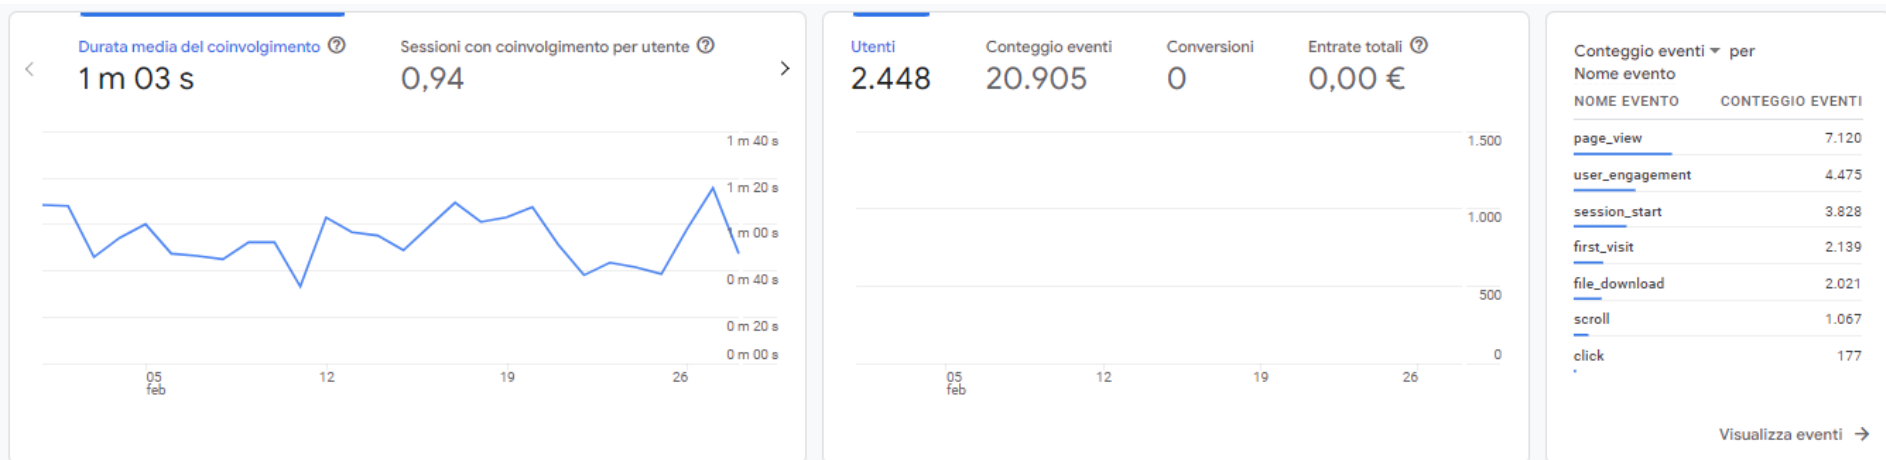 Durata media del coinvolgimento
1 m 03 s
Sessioni con coinvolgimento per utente
0,94
1 m 40 s
1 m 20 s
1 m 00 s
0 m 40 s
0 m 20 s
0 m 00 s
05
feb
12
19
26
Utenti
2.448
Conteggio eventi
20.905
Conversioni
0
Entrate totali
0,00 €
1.500
1.000
500
0
05
feb
12
19
26
Conteggio eventi per
Nome evento
NOME EVENTO CONTEGGIO EVENTI
page_view 7.120
user_engagement 4.475
session_start 3.828
first_visit 2.139
file_download 2.021
scroll 1.067
click 177
Visualizza eventi